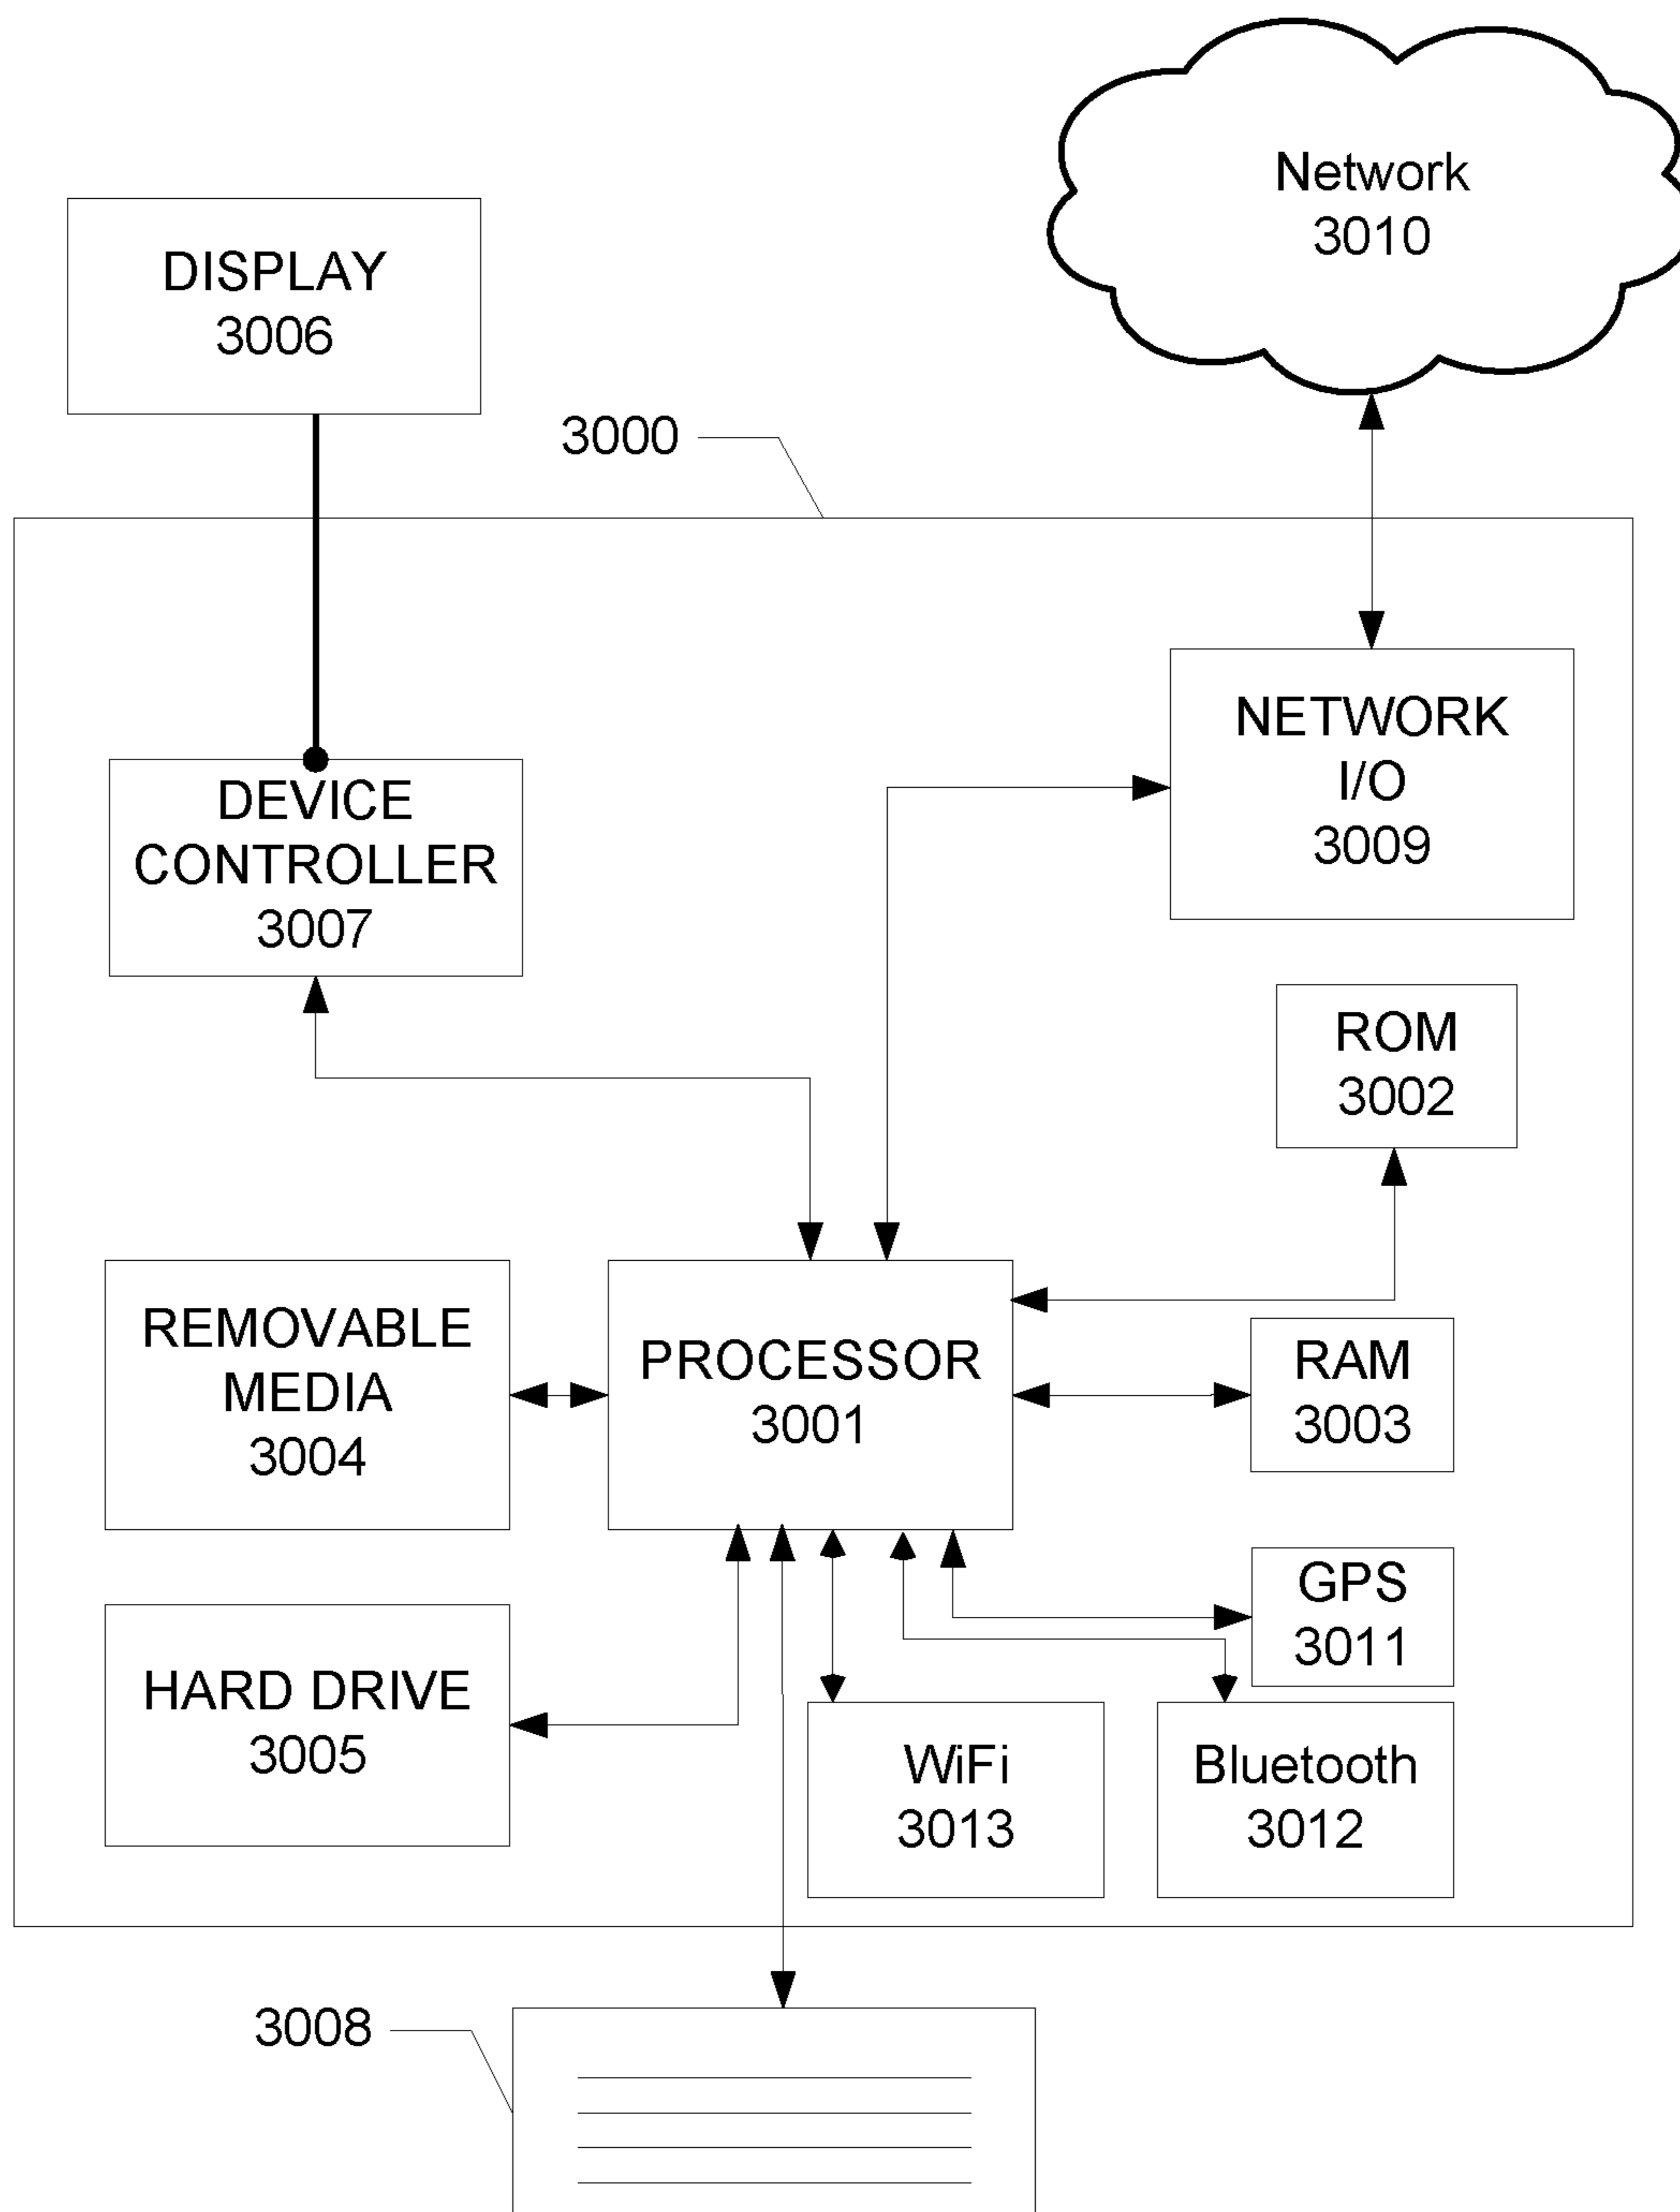 Network
3010
DISPLAY
3006
3000
NETWORK
I/O
3009
DEVICE
CONTROLLER
3007
ROM
3002
REMOVABLE
MEDIA
3004
PROCESSOR
3001
RAM
3003
GPS
3011
HARD DRIVE
3005
WiFi
3013
Bluetooth
3012
3008